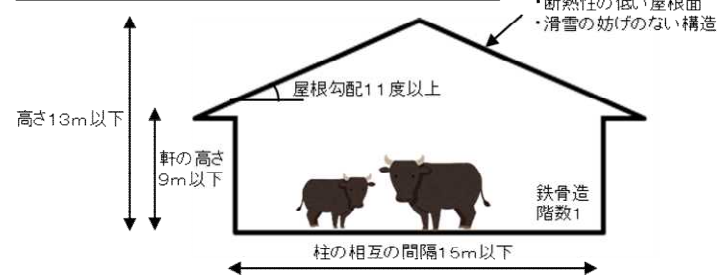 ・断熱性の低い屋根面
・滑雪の妨げのない構造
屋根勾配11度以上
高さ13m以下
軒の高さ
9m以下
鉄骨造
階数1
柱の相互の間隔15m以下